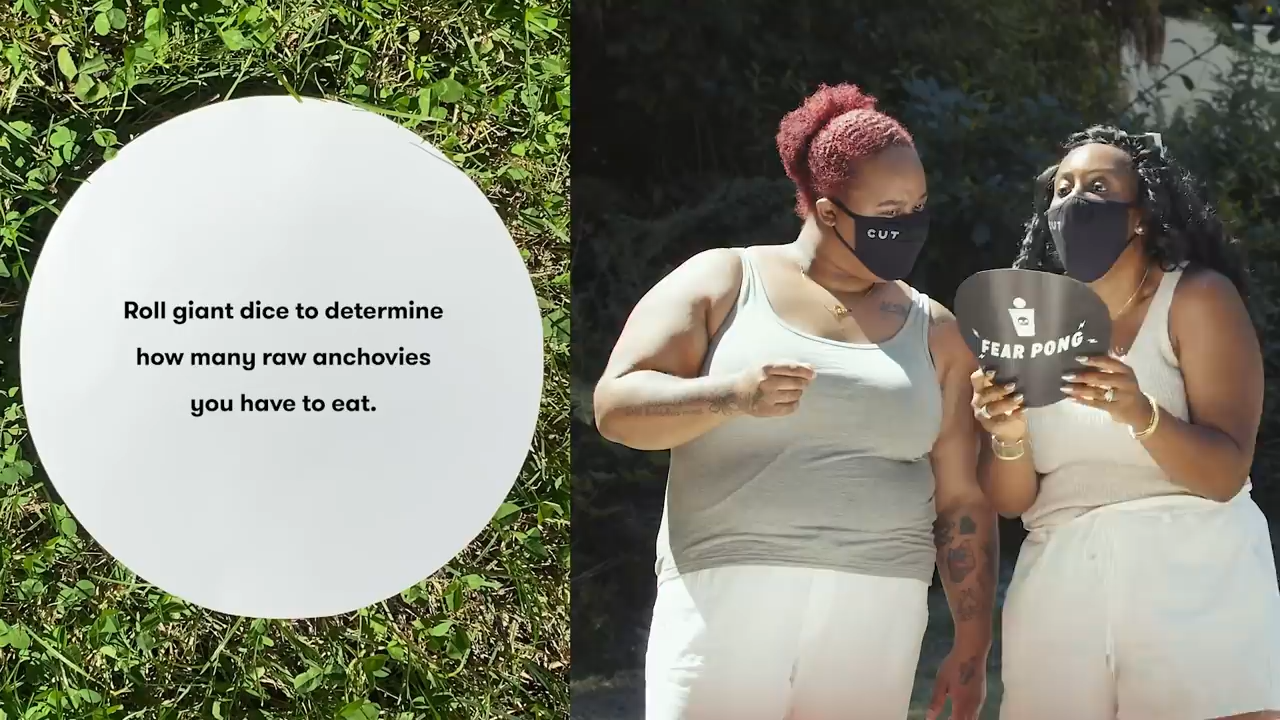 Roll giant dice to determine
how many raw anchovies
you have to eat.
CUT
FEAR PONG